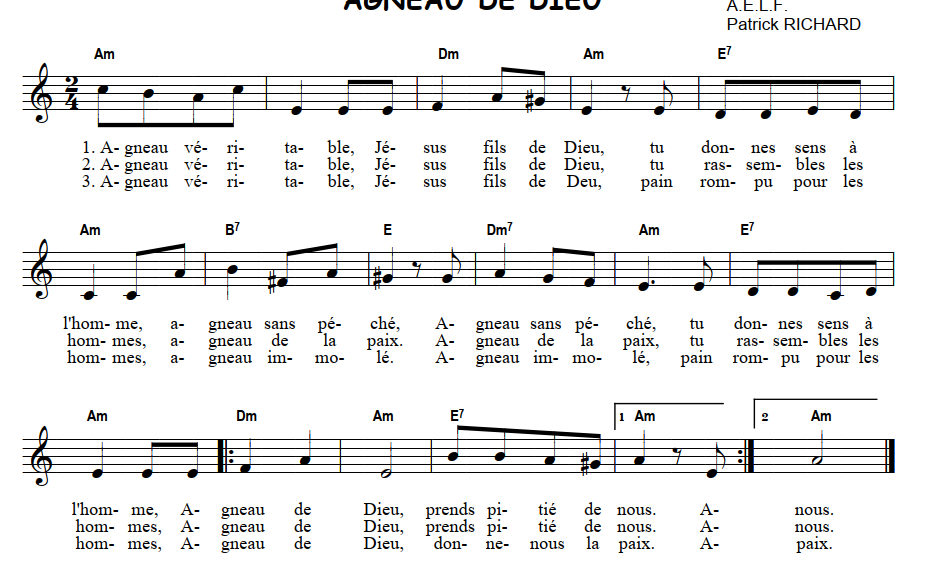 AGNEAU DE DIEU
A.E.L.F.
Patrick RICHARD
Am Dm Am E7
2
4
1. A- gneau vé- ri- ta- ble, Jé- sus fils de Dieu, tu don- nes sens à
2. A- gneau vé- ri- ta- ble, Jé- sus fils de Dieu, tu ras- sem- bles les
3. A- gneau vé- ri- ta- ble, Jé- sus fils de Deu, pain rom- pu pour les
Am B7 E Dm7 Am E7
l'hom- me, a- gneau sans pé- ché, A- gneau sans pé- ché, tu don- nes sens à
hom- mes, a- gneau de la paix. A- gneau de la paix, tu ras- sem- bles les
hom- mes, a- gneau im- mo- lé. A- gneau im- mo- lé, pain rom- pu pour les
Am Dm Am E7 1 Am 2 Am
l'hom- me, A- gneau de Dieu, prends pi- tié de nous. A- nous.
hom- mes, A- gneau de Dieu, prends pi- tié de nous. A- nous.
hom- mes, A- gneau de Dieu, don- ne- nous la paix. A- paix.